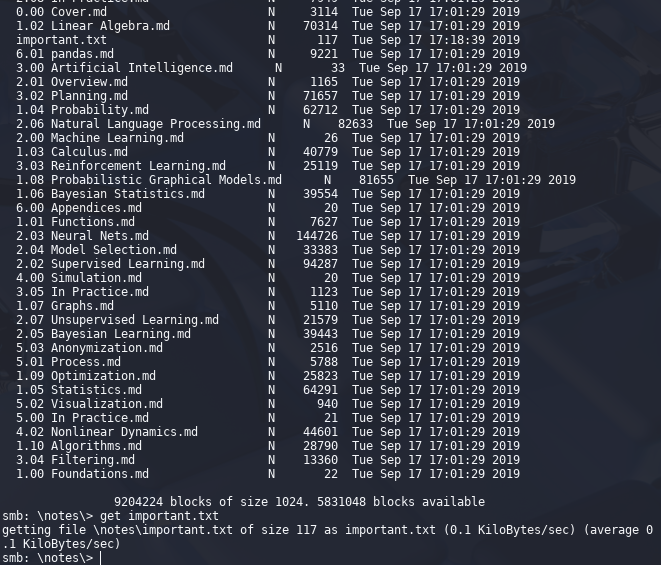 0.00 Cover.md                       N     3114  Tue Sep 17 17:01:29 2019
1.02 Linear Algebra.md              N    70314  Tue Sep 17 17:01:29 2019
important.txt                       N      117  Tue Sep 17 17:18:39 2019
6.01 pandas.md                      N     9221  Tue Sep 17 17:01:29 2019
3.00 Artificial Intelligence.md      N       33  Tue Sep 17 17:01:29 2019
2.01 Overview.md                    N     1165  Tue Sep 17 17:01:29 2019
3.02 Planning.md                    N    71657  Tue Sep 17 17:01:29 2019
1.04 Probability.md                 N    62712  Tue Sep 17 17:01:29 2019
2.06 Natural Language Processing.md      N    82633  Tue Sep 17 17:01:29 2019
2.00 Machine Learning.md            N       26  Tue Sep 17 17:01:29 2019
1.03 Calculus.md                    N    40779  Tue Sep 17 17:01:29 2019
3.03 Reinforcement Learning.md      N    25119  Tue Sep 17 17:01:29 2019
1.08 Probabilistic Graphical Models.md      N    81655  Tue Sep 17 17:01:29 2019
1.06 Bayesian Statistics.md         N    39554  Tue Sep 17 17:01:29 2019
6.00 Appendices.md                  N       20  Tue Sep 17 17:01:29 2019
1.01 Functions.md                   N     7627  Tue Sep 17 17:01:29 2019
2.03 Neural Nets.md                 N   144726  Tue Sep 17 17:01:29 2019
2.04 Model Selection.md             N    33383  Tue Sep 17 17:01:29 2019
2.02 Supervised Learning.md         N    94287  Tue Sep 17 17:01:29 2019
4.00 Simulation.md                  N       20  Tue Sep 17 17:01:29 2019
3.05 In Practice.md                 N     1123  Tue Sep 17 17:01:29 2019
1.07 Graphs.md                      N     5110  Tue Sep 17 17:01:29 2019
2.07 Unsupervised Learning.md       N    21579  Tue Sep 17 17:01:29 2019
2.05 Bayesian Learning.md           N    39443  Tue Sep 17 17:01:29 2019
5.03 Anonymization.md               N     2516  Tue Sep 17 17:01:29 2019
5.01 Process.md                     N     5788  Tue Sep 17 17:01:29 2019
1.09 Optimization.md                N    25823  Tue Sep 17 17:01:29 2019
1.05 Statistics.md                  N    64291  Tue Sep 17 17:01:29 2019
5.02 Visualization.md               N      940  Tue Sep 17 17:01:29 2019
5.00 In Practice.md                 N       21  Tue Sep 17 17:01:29 2019
4.02 Nonlinear Dynamics.md          N    44601  Tue Sep 17 17:01:29 2019
1.10 Algorithms.md                  N    28790  Tue Sep 17 17:01:29 2019
3.04 Filtering.md                   N    13360  Tue Sep 17 17:01:29 2019
1.00 Foundations.md                 N       22  Tue Sep 17 17:01:29 2019
9204224 blocks of size 1024. 5831048 blocks available
smb: \notes\> get important.txt
getting file \notes\important.txt of size 117 as important.txt (0.1 KiloBytes/sec) (average 0
.1 KiloBytes/sec)
smb: \notes\>